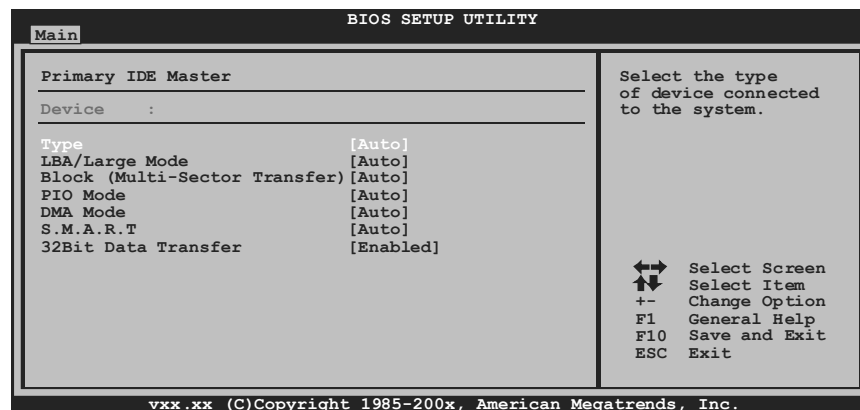 BIOS SETUP UTILITY
Main
Primary IDE Master
Device :
Type [Auto]
LBA/Large Mode [Auto]
Block (Multi-Sector Transfer) [Auto]
PIO Mode [Auto]
DMA Mode [Auto]
S.M.A.R.T [Auto]
32Bit Data Transfer [Enabled]
Select the type
of device connected
to the system.
Select Screen
Select Item
+- Change Option
F1 General Help
F10 Save and Exit
ESC Exit
vxx.xx (C)Copyright 1985-200x, American Megatrends, Inc.